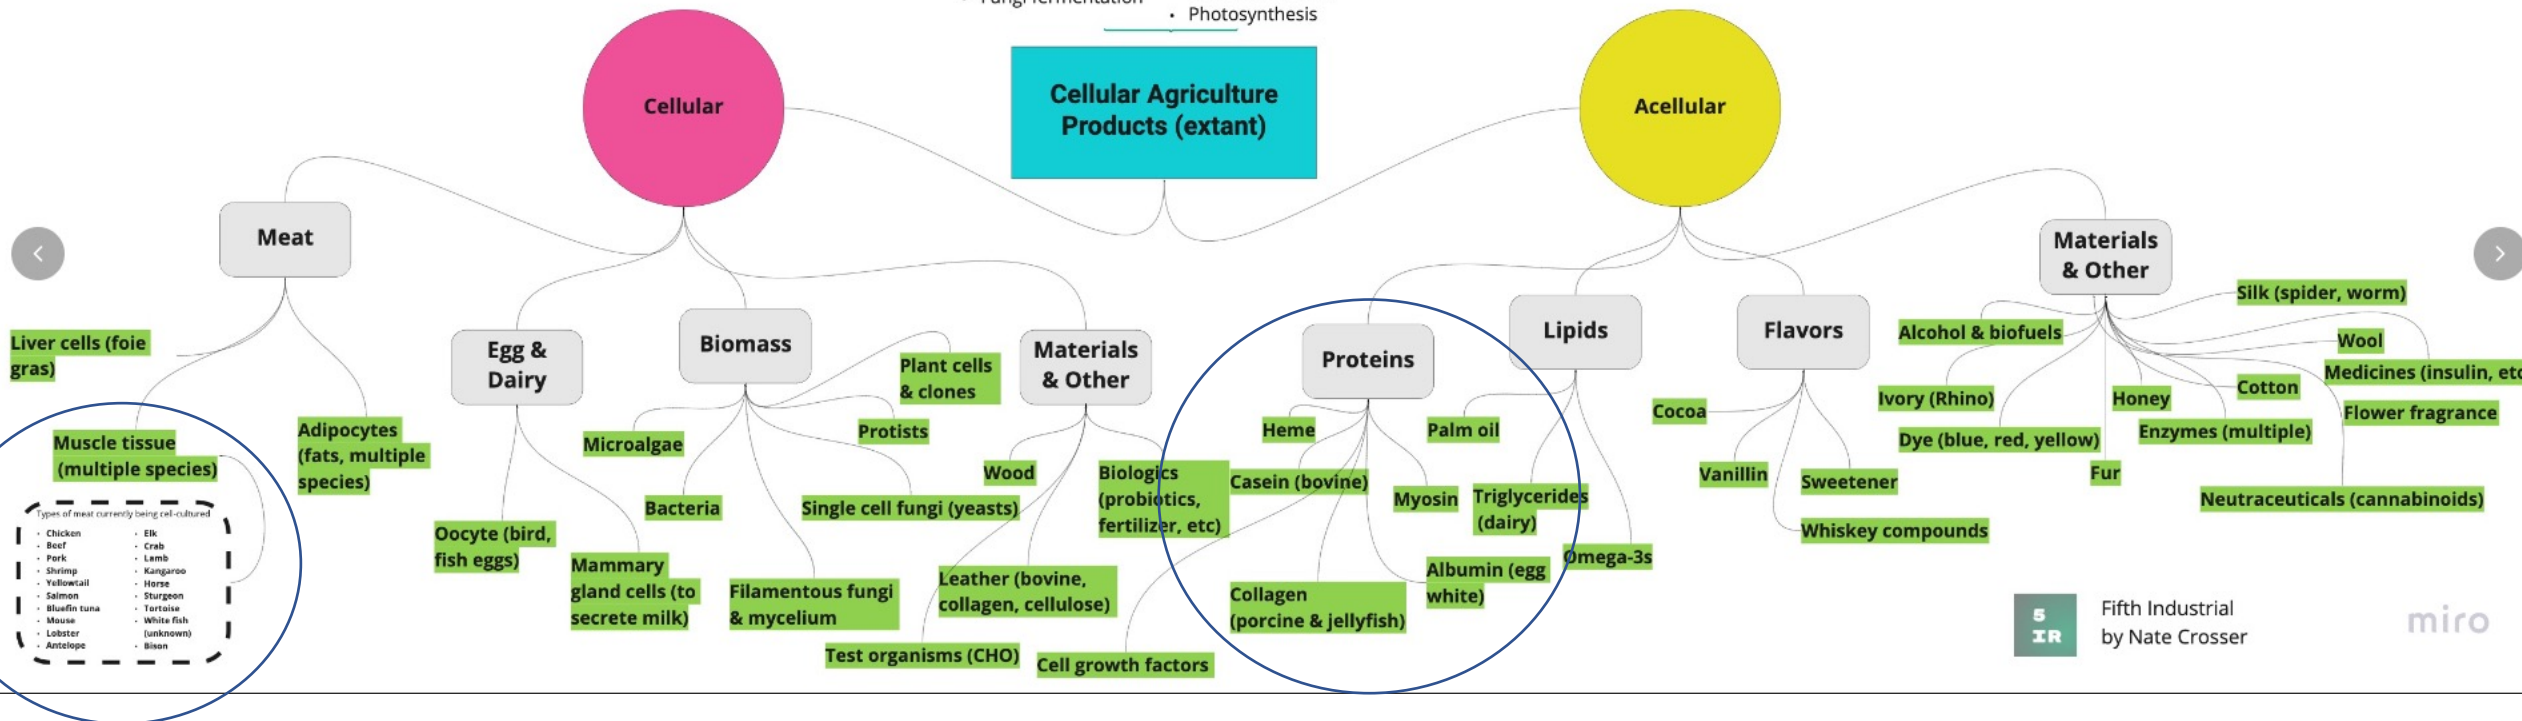 Fungi fermentation
• Photosynthesis
Cellular
Cellular Agriculture
Products (extant)
Acellular
Meat
Materials
& Other
Silk (spider, worm)
Liver cells (foie
gras)
Egg &
Dairy
Biomass
Plant cells
& clones
Materials
& Other
Proteins
Lipids
Flavors
Alcohol & biofuels
Wool
Medicines (insulin, etc
Muscle tissue
(multiple species)
Adipocytes
(fats, multiple
species)
Microalgae
Protists
Heme
Palm oil
Cocoa
Ivory (Rhino)
Honey
Cotton
Flower fragrance
Dye (blue, red, yellow)
Enzymes (multiple)
Wood
Biologics
(probiotics,
fertilizer, etc)
Casein (bovine)
Myosin
Triglycerides
(dairy)
Vanillin
Sweetener
Fur
Neutraceuticals (cannabinoids)
Bacteria
Single cell fungi (yeasts)
Whiskey compounds
Types of meat currently being cell-cultured
• Chicken
• Beef
• Pork
• Shrimp
• Yellowtail
• Salmon
• Bluefin tuna
• Mouse
• Lobster
• Antelope
• Elk
• Crab
• Lamb
• Kangaroo
• Horse
• Sturgeon
• Tortoise
• White fish
(unknown)
• Bison
Oocyte (bird,
fish eggs)
Mammary
gland cells (to
secrete milk)
Filamentous fungi
& mycelium
Leather (bovine,
collagen, cellulose)
Omega-3s
Albumin (egg
white)
Collagen
(porcine & jellyfish)
Test organisms (CHO)
Cell growth factors
5
IR
Fifth Industrial
by Nate Crosser
miro